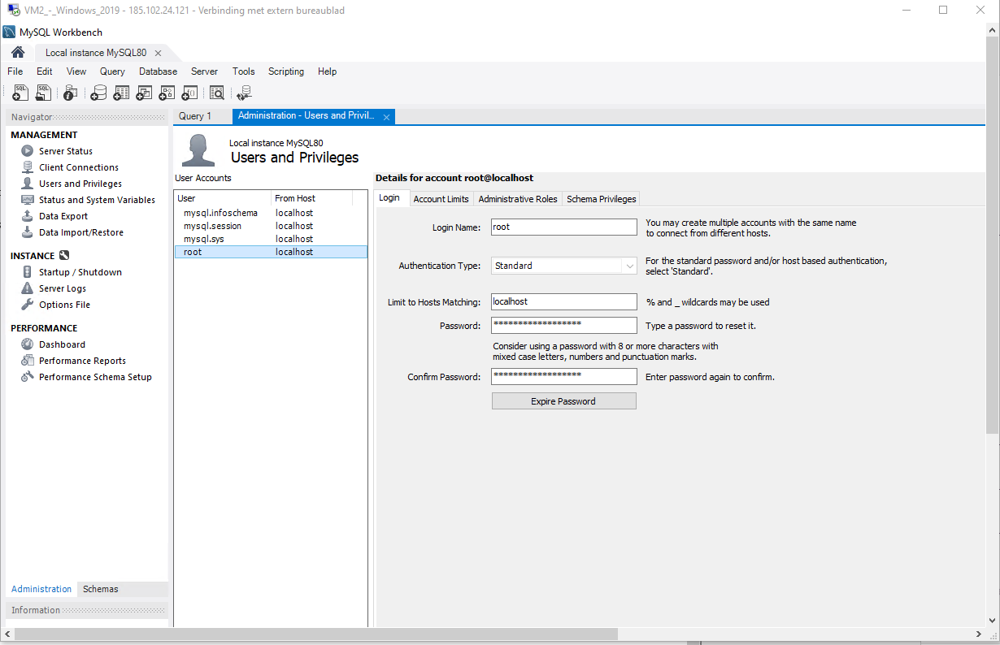 VM2_-_Windows_2019 - 185.102.24.121 - Verbinding met extern bureaublad
MySQL Workbench
Local instance MySQL80
File Edit View Query Database Server Tools Scripting Help
SQL SQL
Navigator
MANAGEMENT
Server Status
Client Connections
Users and Privileges
Status and System Variables
Data Export
Data Import/Restore
INSTANCE
Startup / Shutdown
Server Logs
Options File
PERFORMANCE
Dashboard
Performance Reports
Performance Schema Setup
Administration Schemas
Information
Query 1 Administration - Users and Privil...
Local instance MySQL80
Users and Privileges
User Accounts
User From Host
mysql.infoschema localhost
mysql.session localhost
mysql.sys localhost
root localhost
Details for account root@localhost
Login Account Limits Administrative Roles Schema Privileges
Login Name: root You may create multiple accounts with the same name
to connect from different hosts.
Authentication Type: Standard For the standard password and/or host based authentication,
select 'Standard'.
Limit to Hosts Matching: localhost % and _ wildcards may be used
Password: ****************** Type a password to reset it.
Consider using a password with 8 or more characters with
mixed case letters, numbers and punctuation marks.
Confirm Password: ****************** Enter password again to confirm.
Expire Password